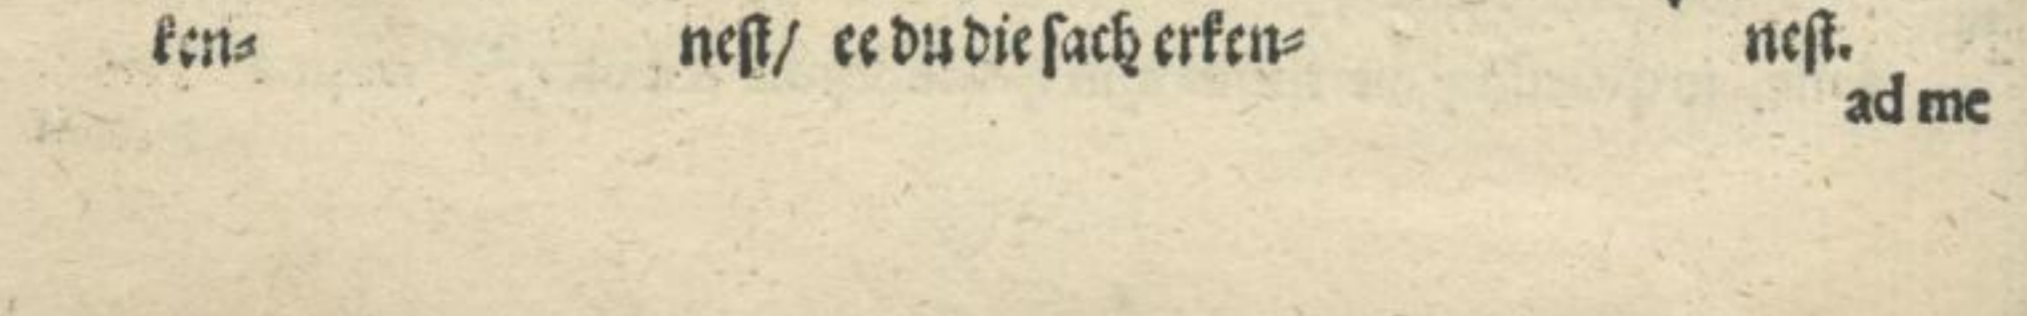 ken⸗ neſt/ ee du die ſach erken⸗ neſt.
ad me